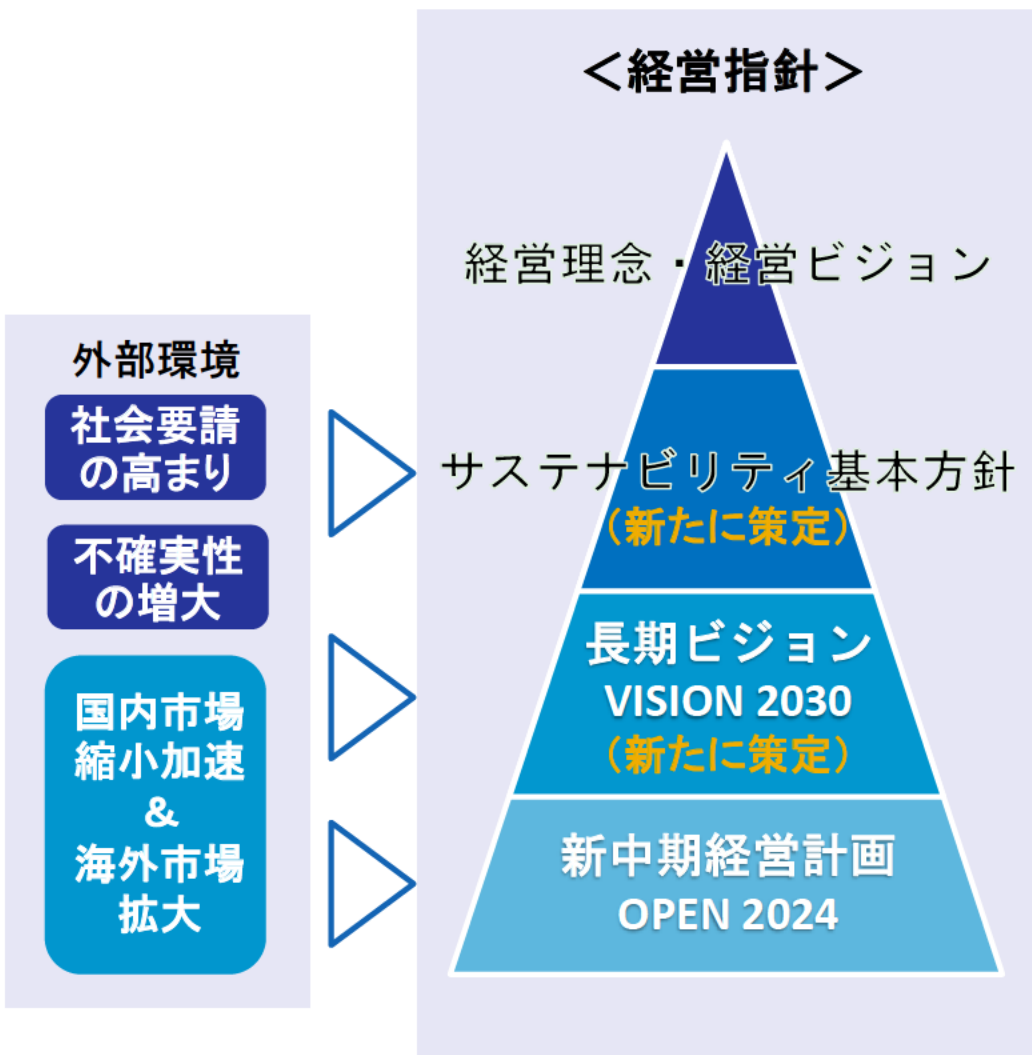 ＜経営指針＞
経営理念・経営ビジョン
サステナビリティ基本方針
（新たに策定）
長期ビジョン
VISION 2030
（新たに策定）
新中期経営計画
OPEN 2024
外部環境
社会要請
の高まり
不確実性
の増大
国内市場
縮小加速
&
海外市場
拡大